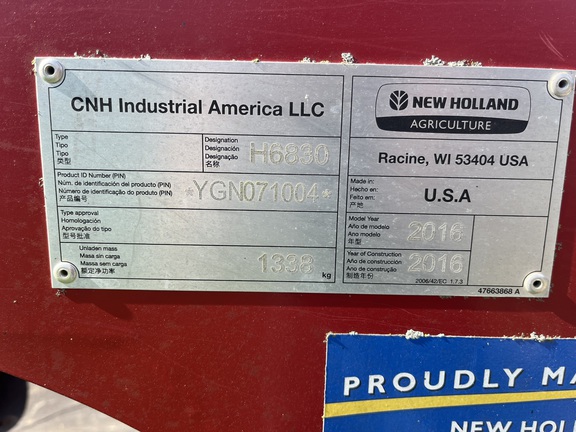 CNH Industrial America LLC
Type
Tipo
Tipo
类型
Designation
Designación
Designação
名称
H6830
Product ID Number (PIN)
Núm. de identificación del producto (PIN)
Número de identificação do produto (PIN)
产品编号
*YGN071004*
Type approval
Homologación
Aprovação do tipo
型号批准
Unladen mass
Masa sin carga
Massa sem carga
额定净功率
1338 kg
NEW HOLLAND
AGRICULTURE
Racine, WI 53404 USA
Made in:
Hecho en:
Feito em:
产地
U.S.A
Model Year
Año de modelo
Ano modelo
年型
2016
Year of Construction
Año de construcción
Ano de construção
制造年份
2016
2006/42/EC 1.7.3
47663868 A
PROUDLY MA
NEW HOL